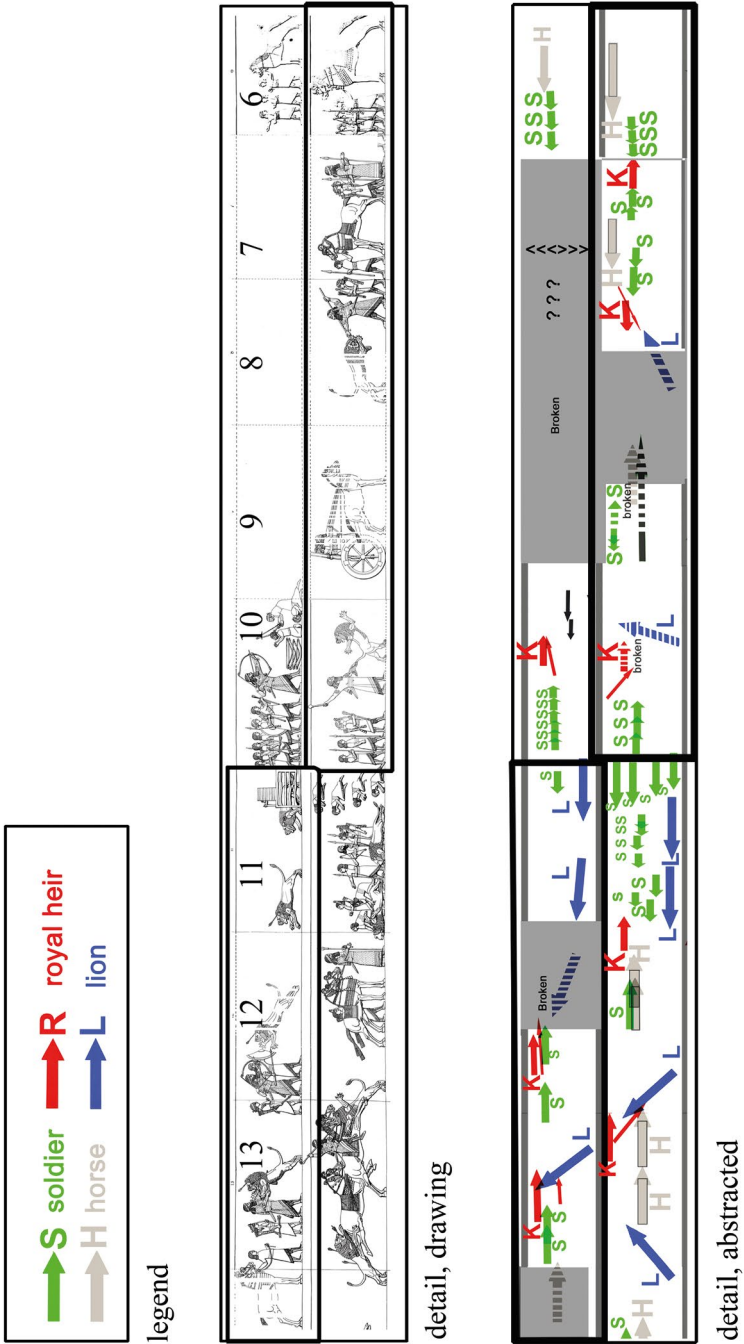 S soldier R royal heir
H horse L lion
legend
13 12 11 10 9 8 7 6
detail, drawing
K K K
S S L S S Broken L L S SSSSSS Broken ? ? ? <<<>>> SSS H
K S K H S S S S S S S S K S S H K S S K H
S H L H H L L L S S S broken L broken L S S S SSS
detail, abstracted